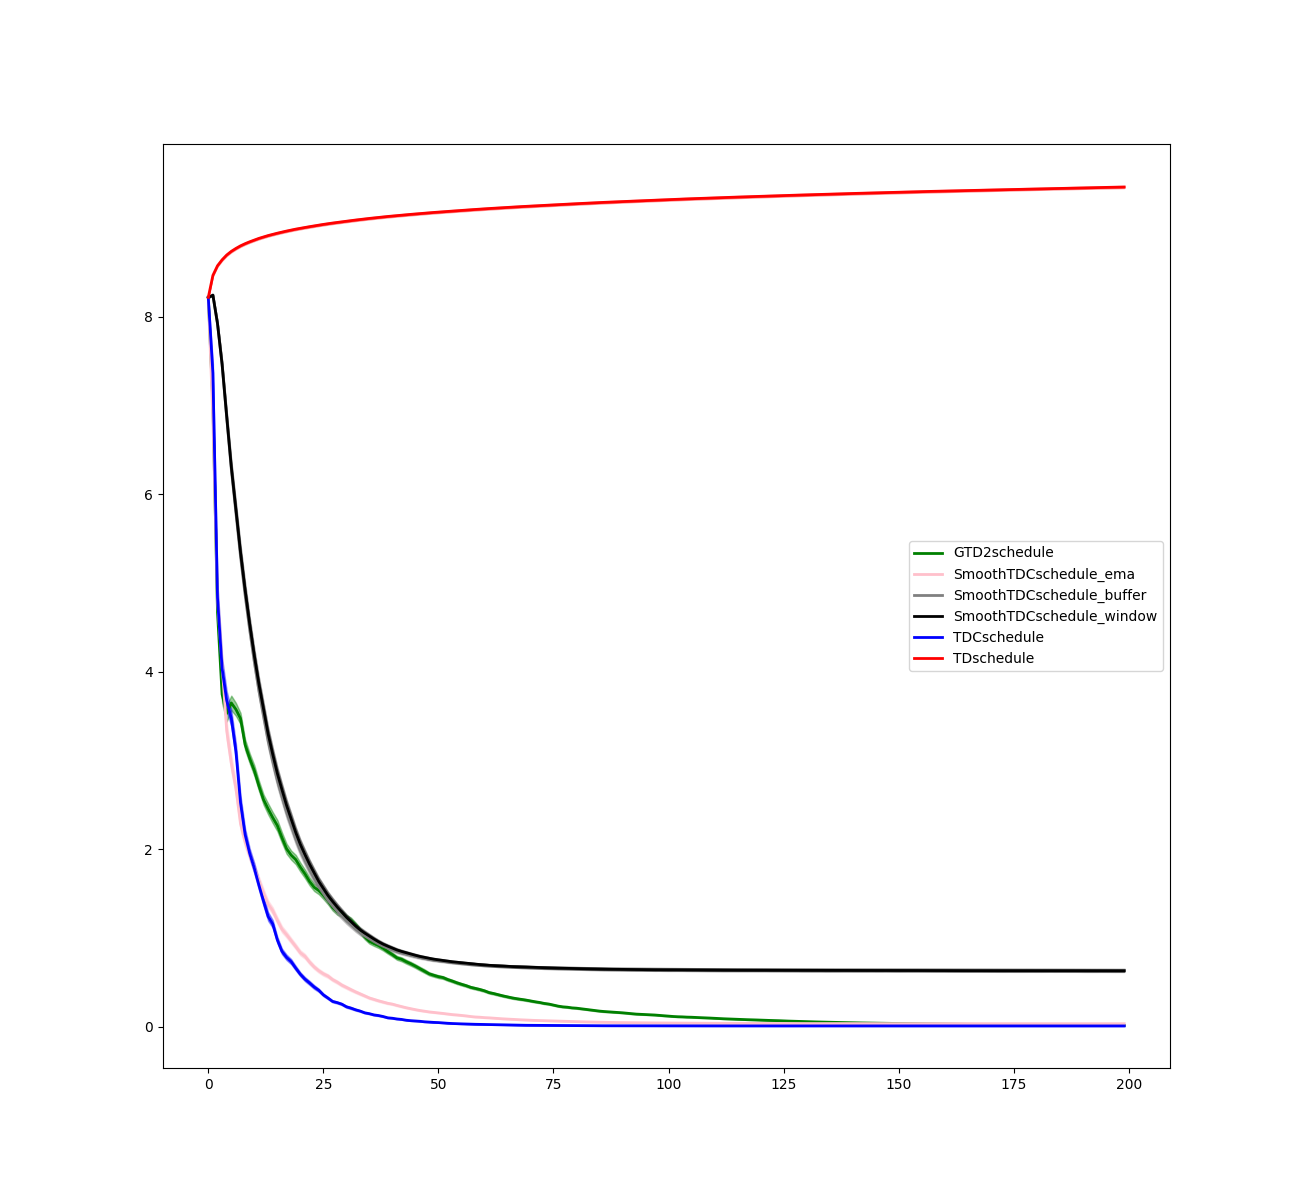 8
6
4
2
0
0 25 50 75 100 125 150 175 200
GTD2schedule
SmoothTDCschedule_ema
SmoothTDCschedule_buffer
SmoothTDCschedule_window
TDCschedule
TDschedule